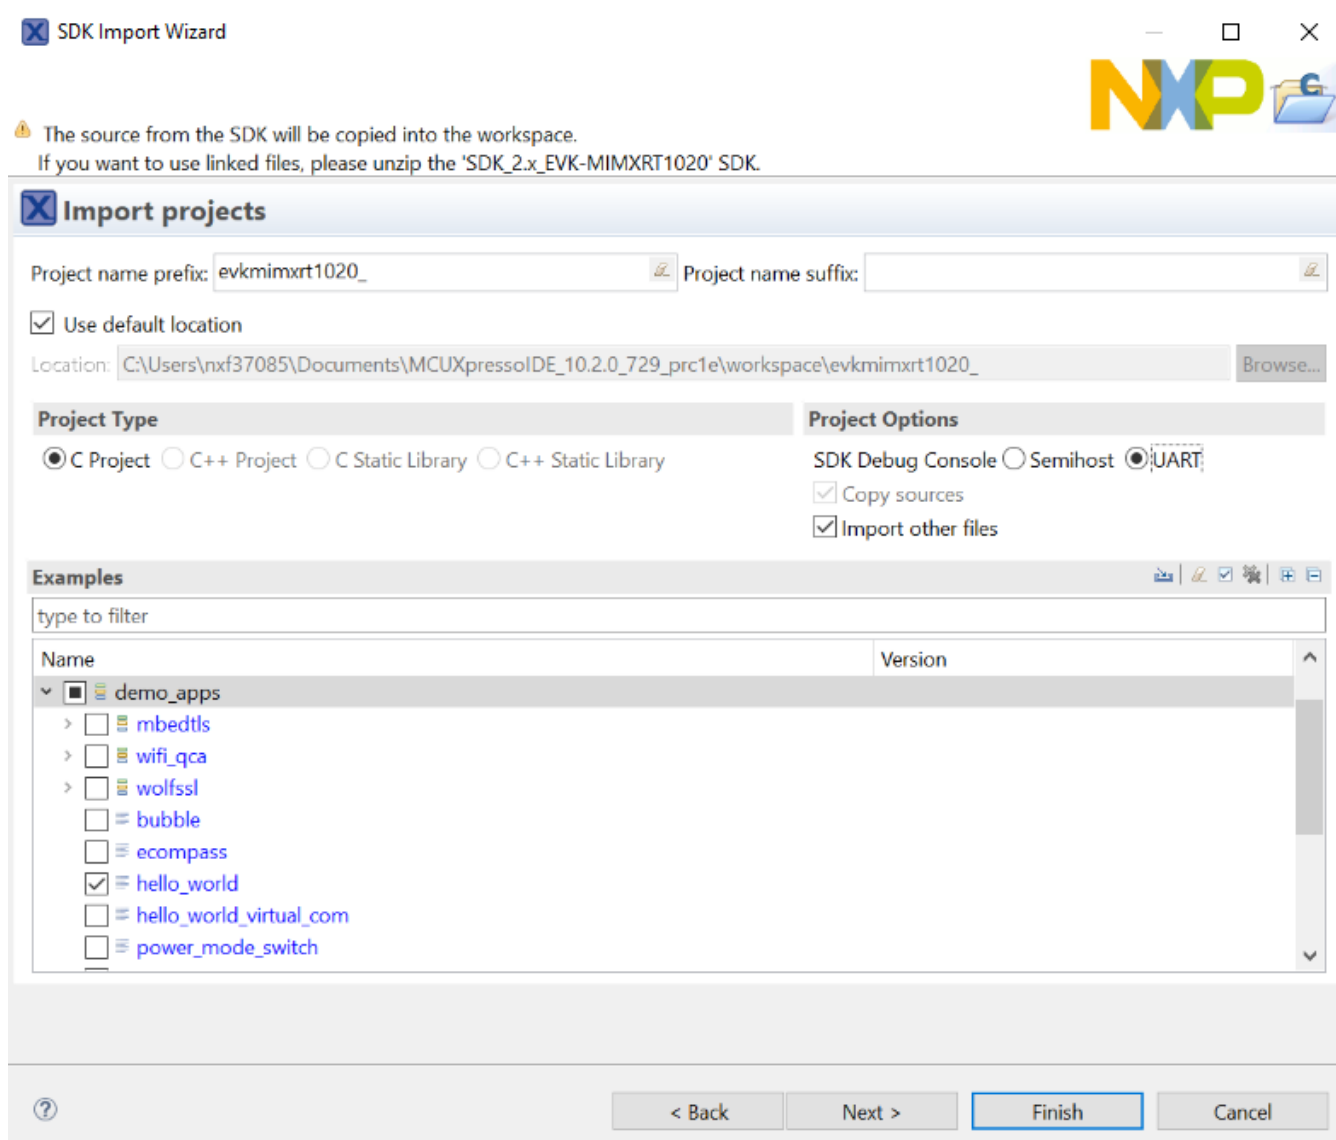 SDK Import Wizard
NXP
The source from the SDK will be copied into the workspace.
If you want to use linked files, please unzip the 'SDK_2.x_EVK-MIMXRT1020' SDK.
Import projects
Project name prefix: evkmimxrt1020_ Project name suffix:
Use default location
Location: C:\Users\nxf37085\Documents\MCUXpressoIDE_10.2.0_729_prc1e\workspace\evkmimxrt1020_ Browse...
Project Type Project Options
C Project C++ Project C Static Library C++ Static Library SDK Debug Console Semihost UART
Copy sources
Import other files
Examples
type to filter
Name Version
demo_apps
mbedtls
wifi_qca
wolfssl
bubble
ecompass
hello_world
hello_world_virtual_com
power_mode_switch
< Back Next > Finish Cancel